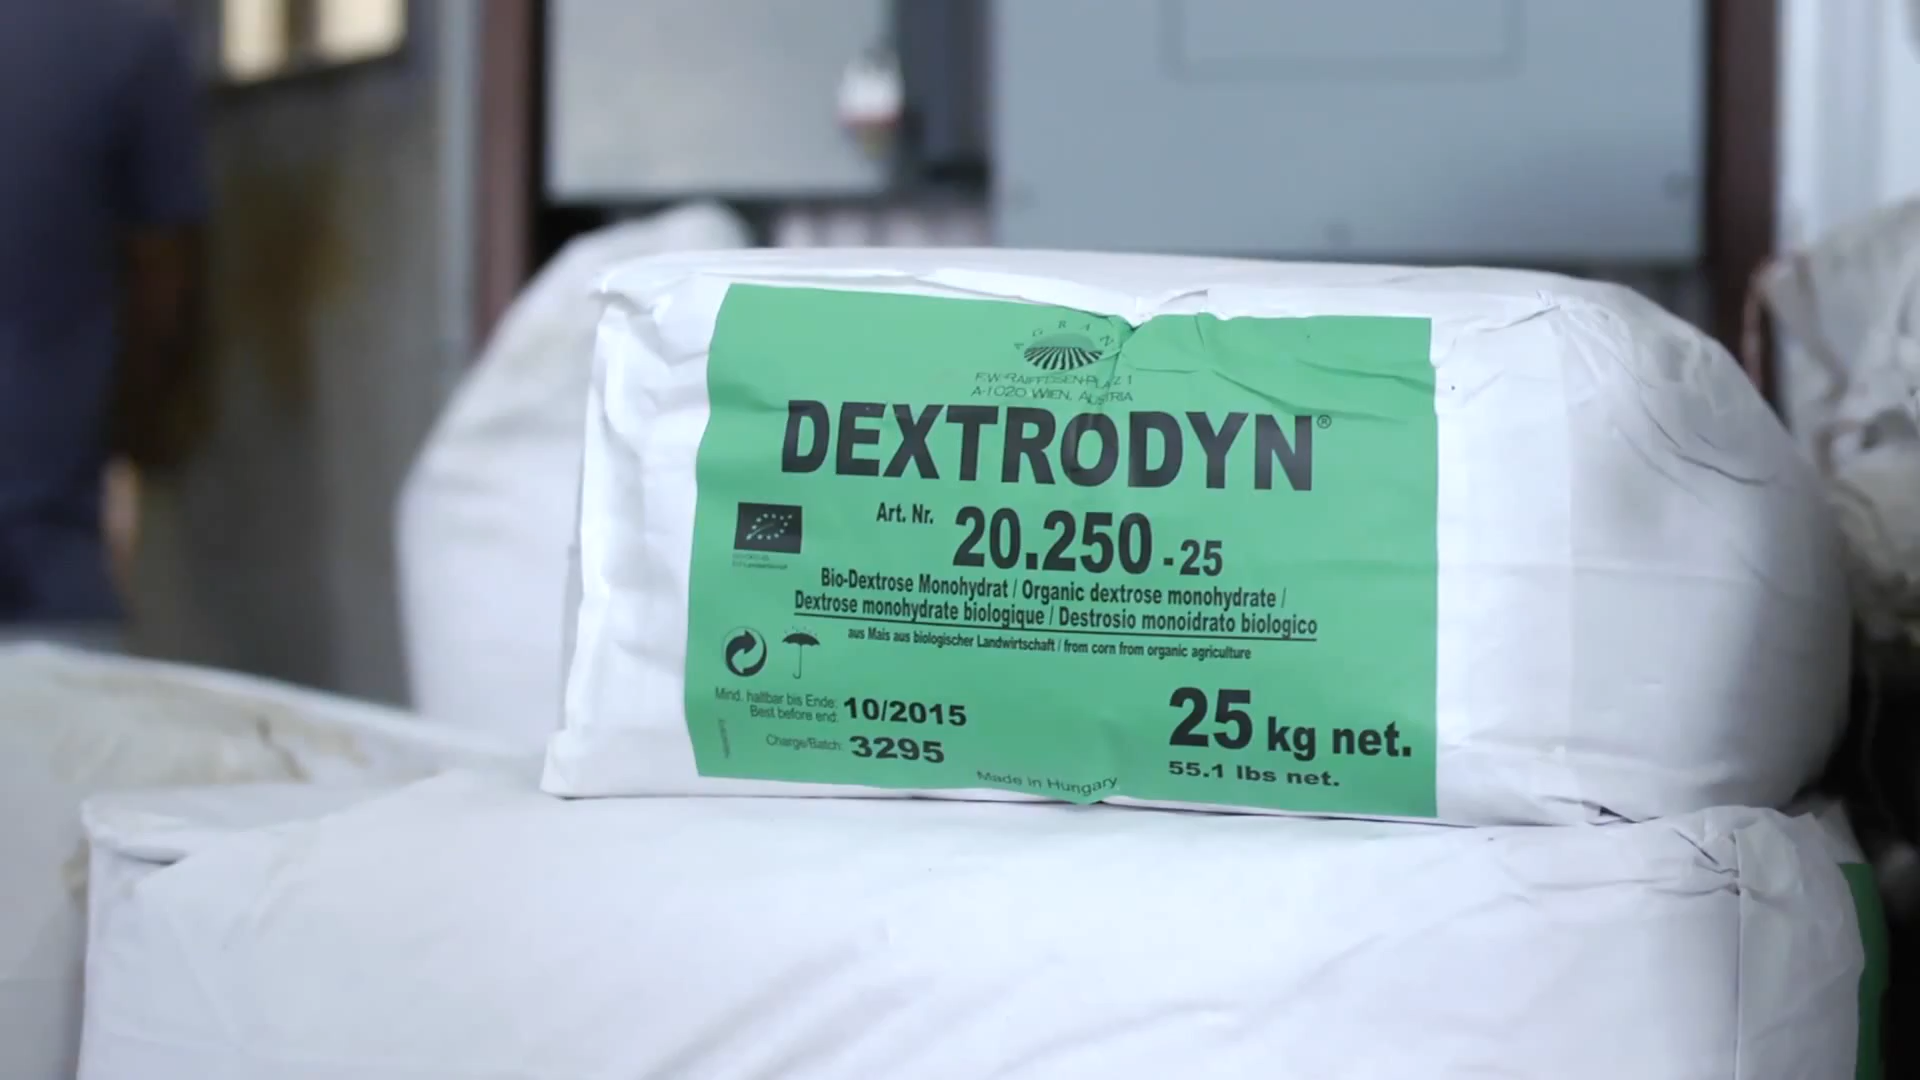 AGRANA
F.W.-RAIFFEISEN-PLATZ 1
A-1020 WIEN, AUSTRIA
DEXTRODYN®
Art. Nr. 20.250 -25
Bio-Dextrose Monohydrat / Organic dextrose monohydrate /
Dextrose monohydrate biologique / Destrosio monoidrato biologico
aus Mais aus biologischer Landwirtschaft / from corn from organic agriculture
Mind. haltbar bis Ende:
Best before end: 10/2015
Charge/Batch: 3295
25 kg net.
55.1 lbs net.
Made in Hungary